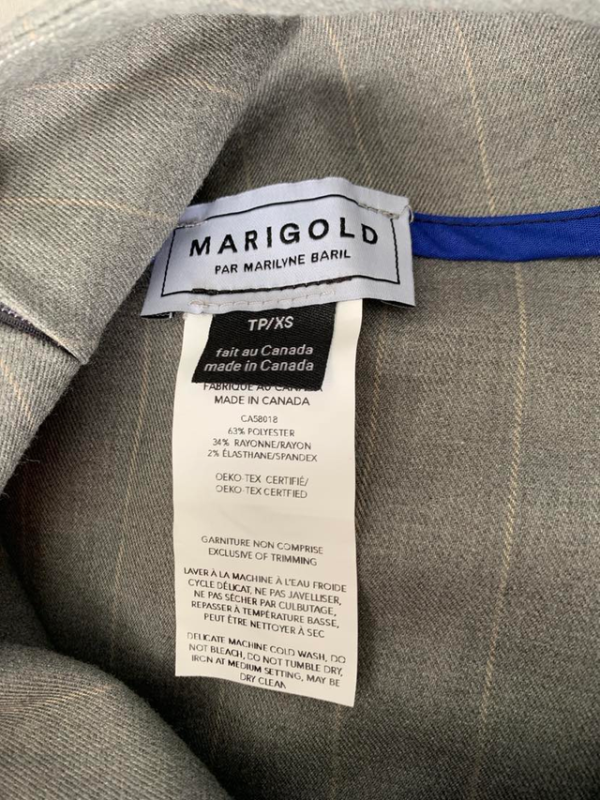 MARIGOLD
PAR MARILYNE BARIL
TP/XS
fait au Canada
made in Canada
FABRIQUÉ AU CANADA
MADE IN CANADA
CA58018
63% POLYESTER
34% RAYONNE/RAYON
2% ÉLASTHANE/SPANDEX
OEKO-TEX CERTIFIÉ/
OEKO-TEX CERTFIED
GARNITURE NON COMPRISE
EXCLUSIVE OF TRIMMING
LAVER À LA MACHINE À L'EAU FROIDE
CYCLE DÉLICAT, NE PAS JAVELLISER,
NE PAS SÉCHER PAR CULBUTAGE,
REPASSER À TEMPÉRATURE BASSE,
PEUT ÊTRE NETTOYER À SEC
DELICATE MACHINE COLD WASH, DO
NOT BLEACH, DO NOT TUMBLE DRY,
IRON AT MEDIUM SETTING, MAY BE
DRY CLEAN